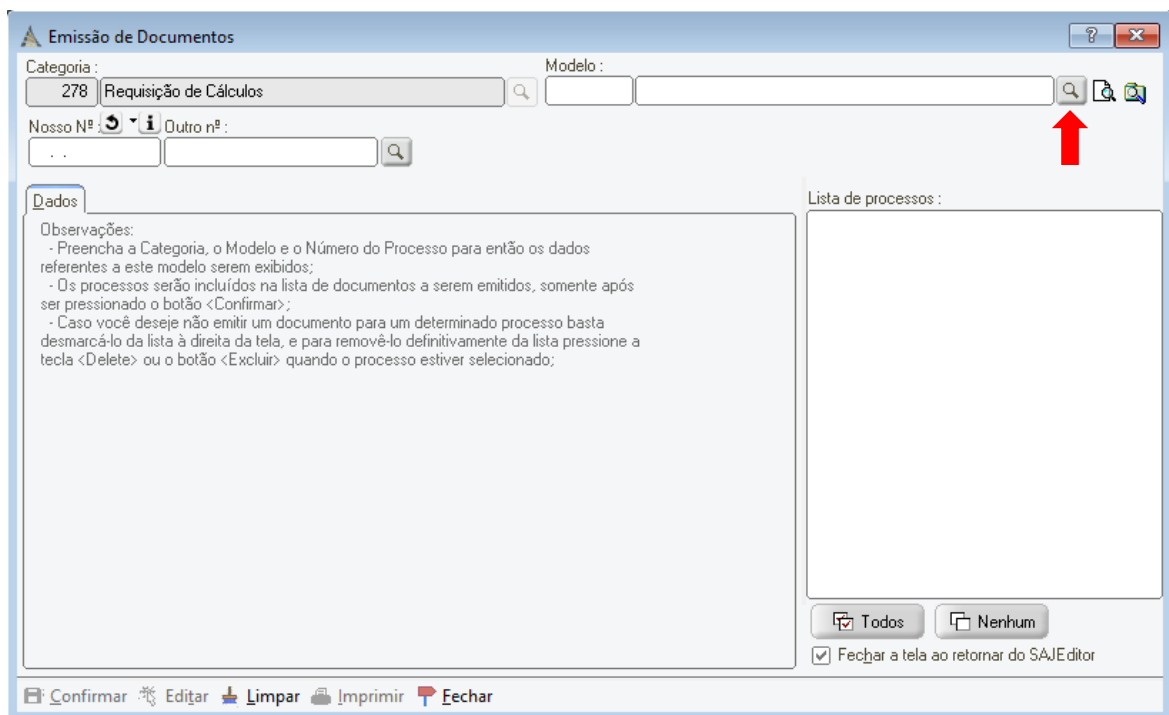 Emissão de Documentos
Categoria :
Modelo :
278 Requisição de Cálculos
Nosso Nº : Outro nº :
. .
Dados
Lista de processos :
Observações:
- Preencha a Categoria, o Modelo e o Número do Processo para então os dados
referentes a este modelo serem exibidos;
- Os processos serão incluídos na lista de documentos a serem emitidos, somente após
ser pressionado o botão <Confirmar>;
- Caso você deseje não emitir um documento para um determinado processo basta
desmarcá-lo da lista à direita da tela, e para removê-lo definitivamente da lista pressione a
tecla <Delete> ou o botão <Excluir> quando o processo estiver selecionado;
Todos Nenhum
Fechar a tela ao retornar do SAJEditor
Confirmar Editar Limpar Imprimir Fechar